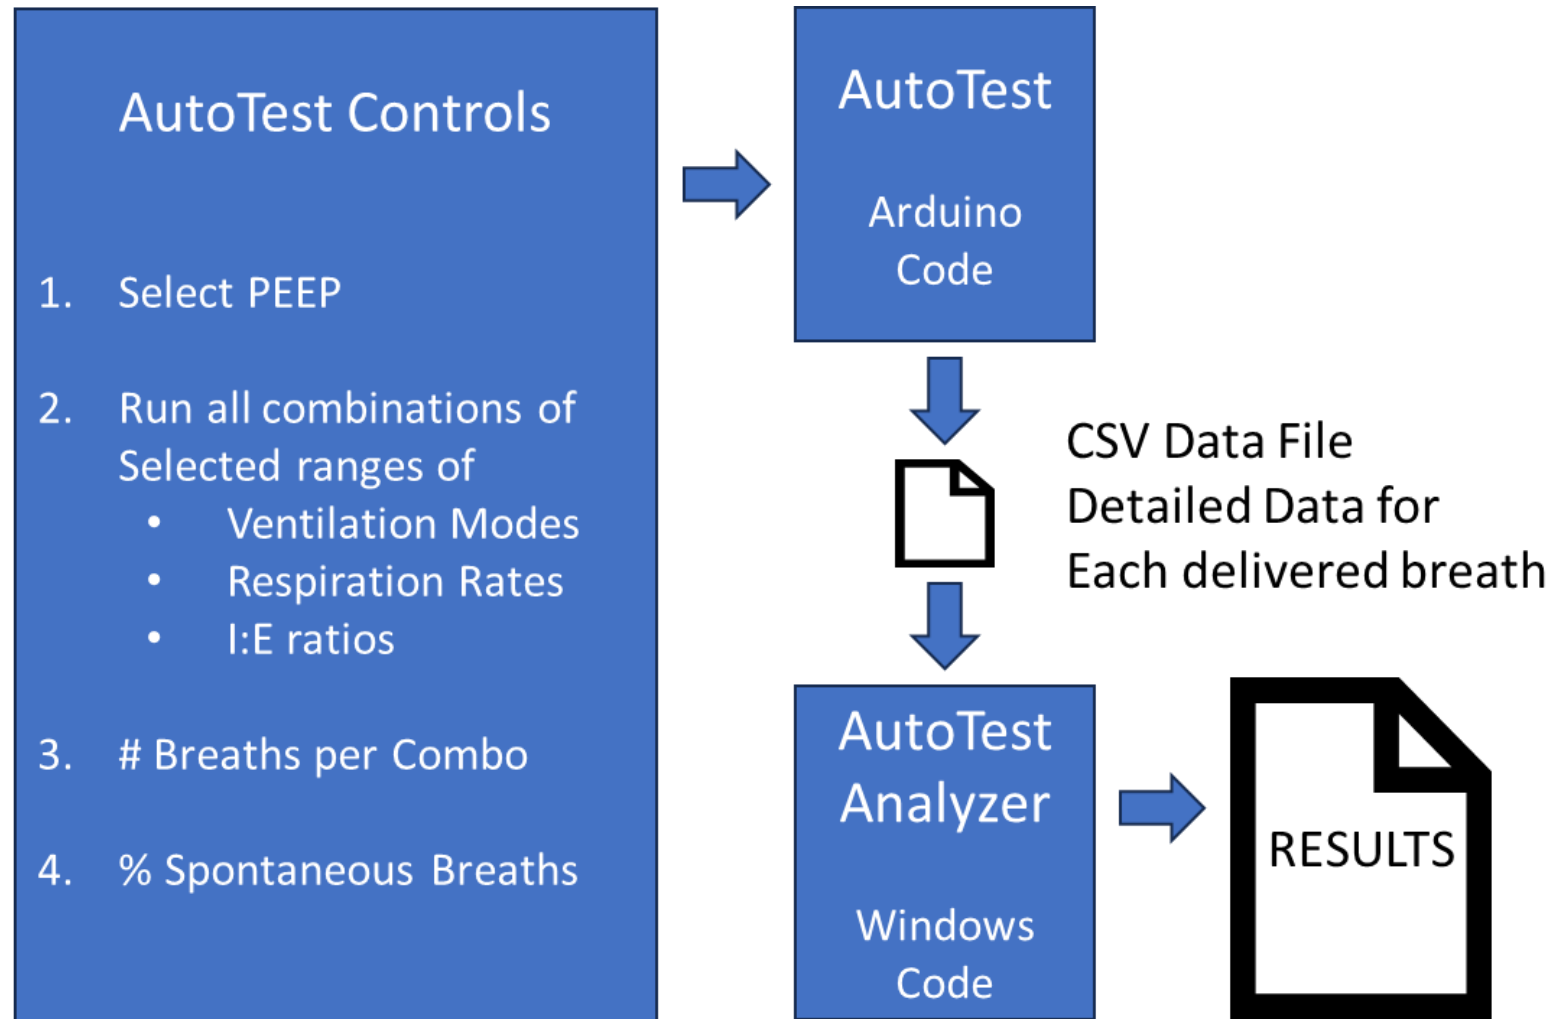 AutoTest Controls
1. Select PEEP
2. Run all combinations of
Selected ranges of
• Ventilation Modes
• Respiration Rates
• I:E ratios
3. # Breaths per Combo
4. % Spontaneous Breaths
AutoTest
Arduino
Code
CSV Data File
Detailed Data for
Each delivered breath
AutoTest
Analyzer
Windows
Code
RESULTS